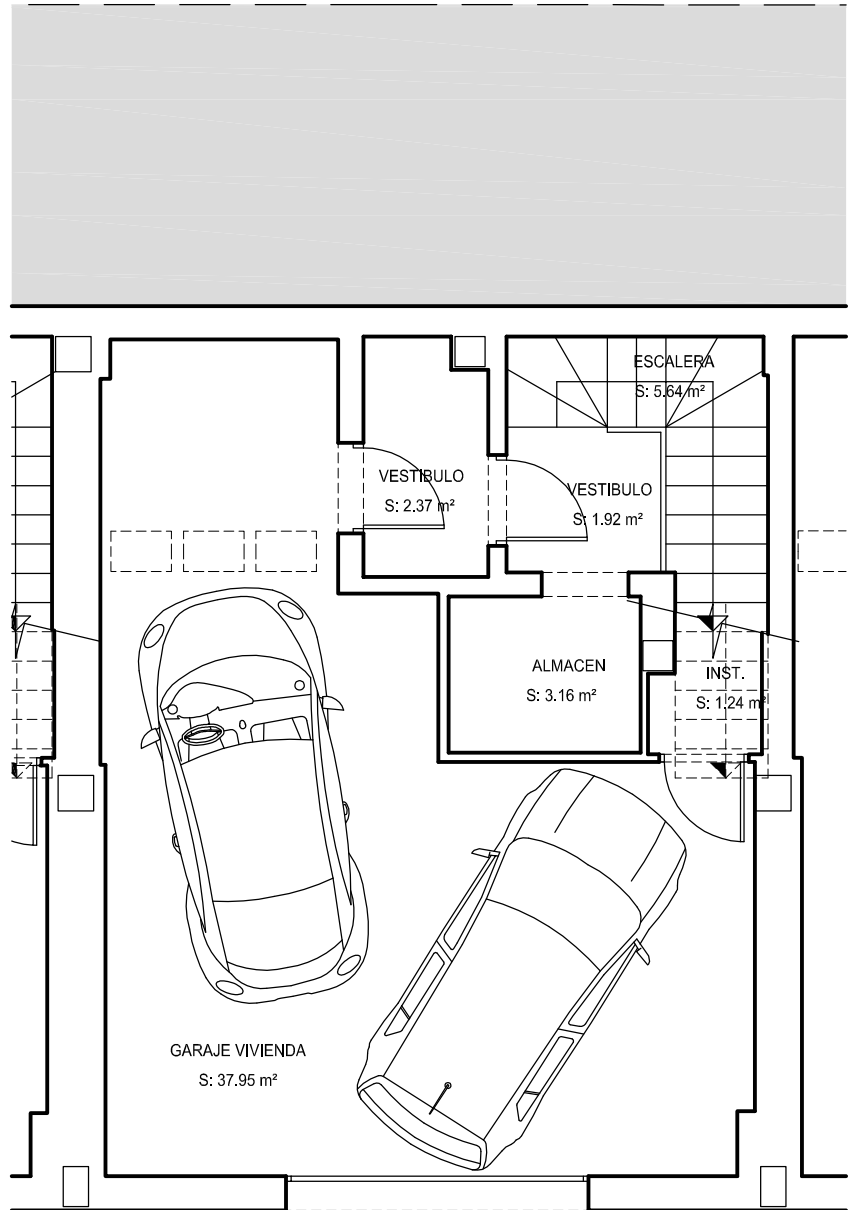 ESCALERA
S: 5.64 m²
VESTIBULO
S: 2.37 m²
VESTIBULO
S: 1.92 m²
ALMACEN
S: 3.16 m²
INST.
S: 1.24 m²
GARAJE VIVIENDA
S: 37.95 m²